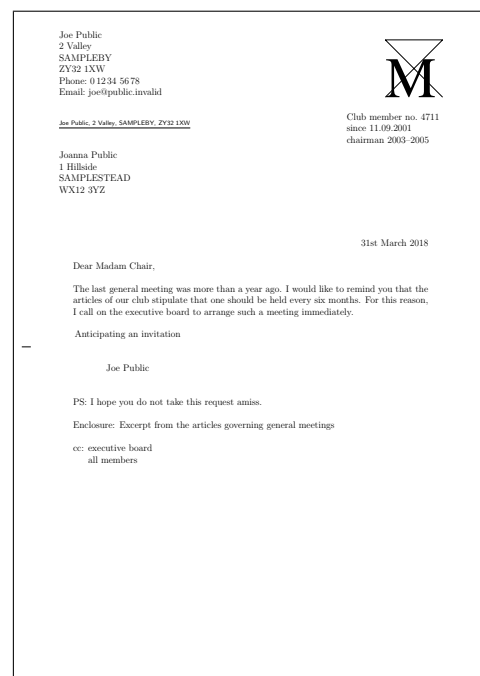 Joe Public
2 Valley
SAMPLEBY
ZY32 1XW
Phone: 0 12 34 56 78
Email: joe@public.invalid
M
Club member no. 4711
since 11.09.2001
chairman 2003–2005
Joe Public, 2 Valley, SAMPLEBY, ZY32 1XW
Joanna Public
1 Hillside
SAMPLESTEAD
WX12 3YZ
31st March 2018
Dear Madam Chair,
The last general meeting was more than a year ago. I would like to remind you that the
articles of our club stipulate that one should be held every six months. For this reason,
I call on the executive board to arrange such a meeting immediately.
Anticipating an invitation
Joe Public
PS: I hope you do not take this request amiss.
Enclosure: Excerpt from the articles governing general meetings
cc: executive board
all members